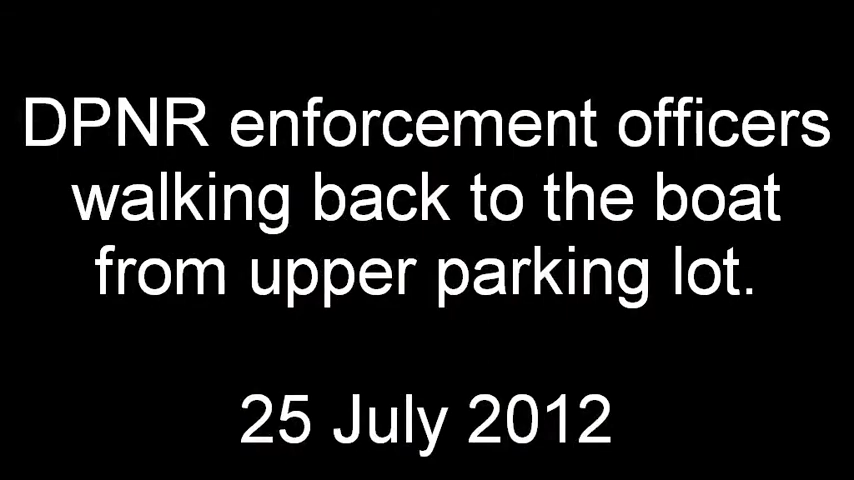 DPNR enforcement officers
walking back to the boat
from upper parking lot.
25 July 2012